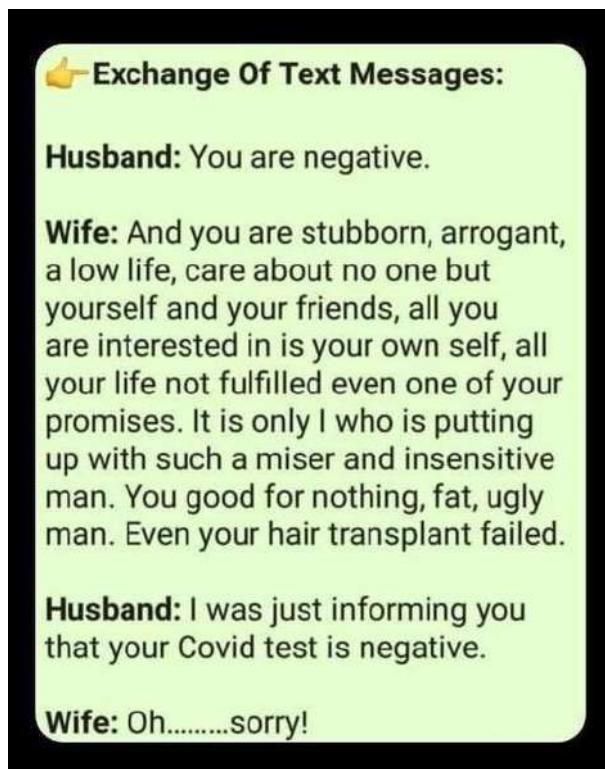 👉Exchange Of Text Messages:
Husband: You are negative.
Wife: And you are stubborn, arrogant,
a low life, care about no one but
yourself and your friends, all you
are interested in is your own self, all
your life not fulfilled even one of your
promises. It is only I who is putting
up with such a miser and insensitive
man. You good for nothing, fat, ugly
man. Even your hair transplant failed.
Husband: I was just informing you
that your Covid test is negative.
Wife: Oh.........sorry!